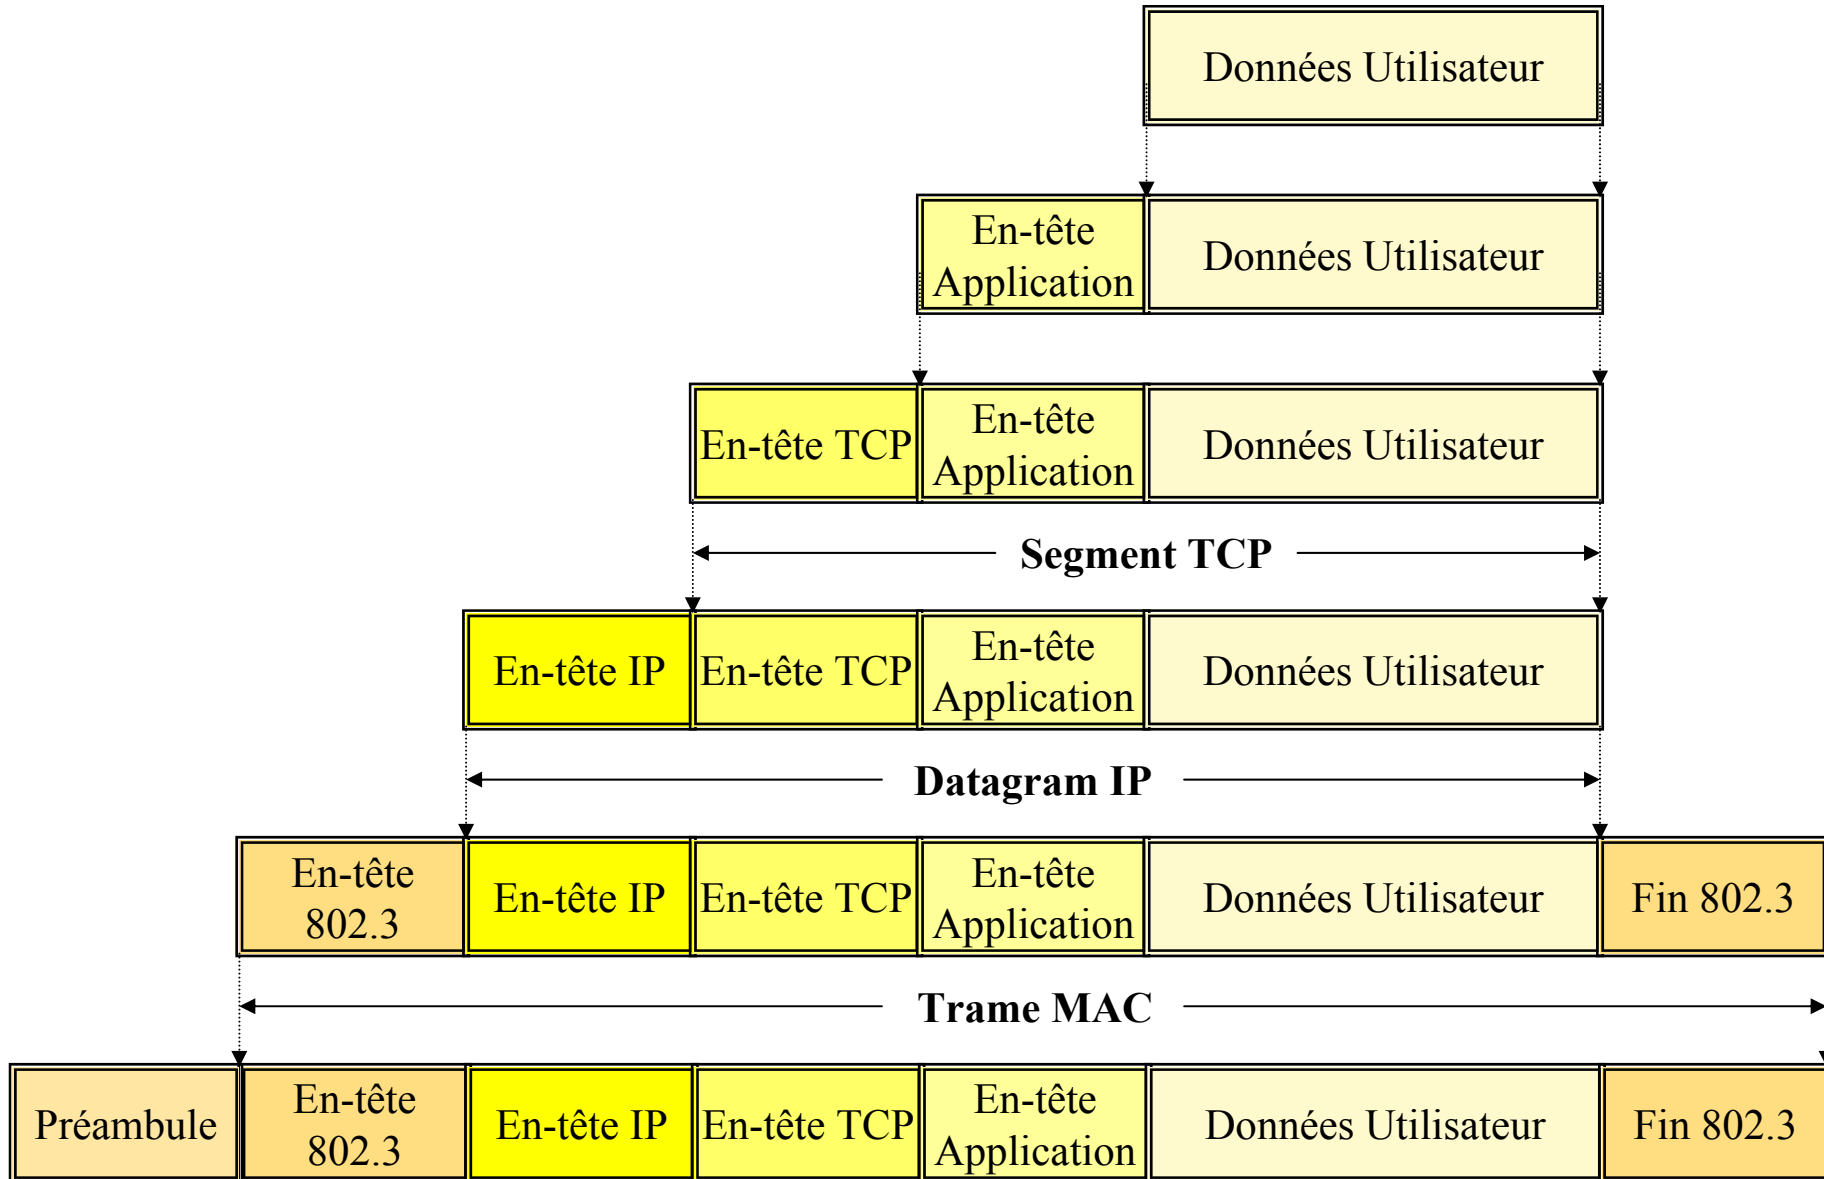 Données Utilisateur
En-tête
Application
Données Utilisateur
En-tête TCP
En-tête
Application
Données Utilisateur
Segment TCP
En-tête IP
En-tête TCP
En-tête
Application
Données Utilisateur
Datagram IP
En-tête
802.3
En-tête IP
En-tête TCP
En-tête
Application
Données Utilisateur
Fin 802.3
Trame MAC
Préambule
En-tête
802.3
En-tête IP
En-tête TCP
En-tête
Application
Données Utilisateur
Fin 802.3